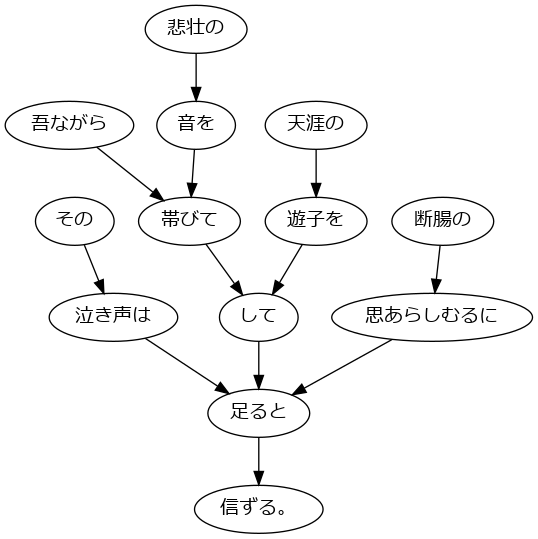 悲壮の
吾ながら
音を
天涯の
その
帯びて
遊子を
断腸の
泣き声は
して
思あらしむるに
足ると
信ずる。